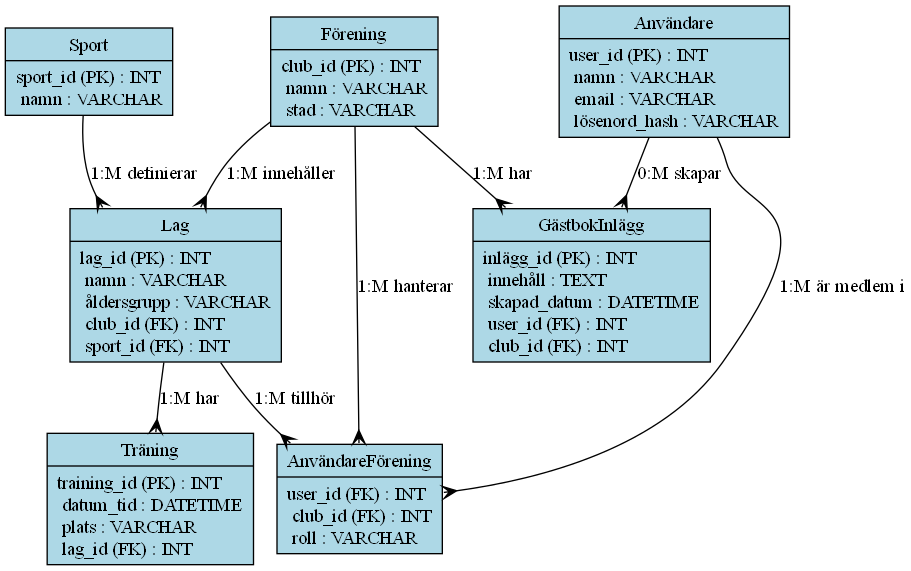 Sport
sport_id (PK) : INT
namn : VARCHAR
Förening
club_id (PK) : INT
namn : VARCHAR
stad : VARCHAR
Användare
user_id (PK) : INT
namn : VARCHAR
email : VARCHAR
lösenord_hash : VARCHAR
1:M definierar
1:M innehåller
1:M har
0:M skapar
Lag
lag_id (PK) : INT
namn : VARCHAR
åldersgrupp : VARCHAR
club_id (FK) : INT
sport_id (FK) : INT
GästbokInlägg
inlägg_id (PK) : INT
innehåll : TEXT
skapad_datum : DATETIME
user_id (FK) : INT
club_id (FK) : INT
1:M hanterar
1:M är medlem i
1:M har
1:M tillhör
Träning
training_id (PK) : INT
datum_tid : DATETIME
plats : VARCHAR
lag_id (FK) : INT
AnvändareFörening
user_id (FK) : INT
club_id (FK) : INT
roll : VARCHAR